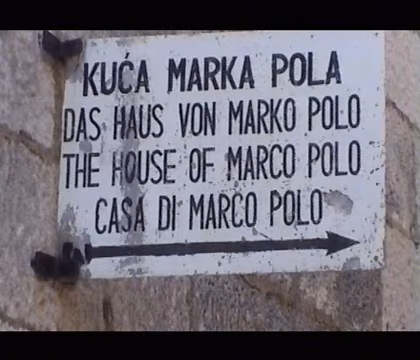 KUĆA MARKA POLA
DAS HAUS VON MARKO POLO
THE HOUSE OF MARCO POLO
CASA DI MARCO POLO